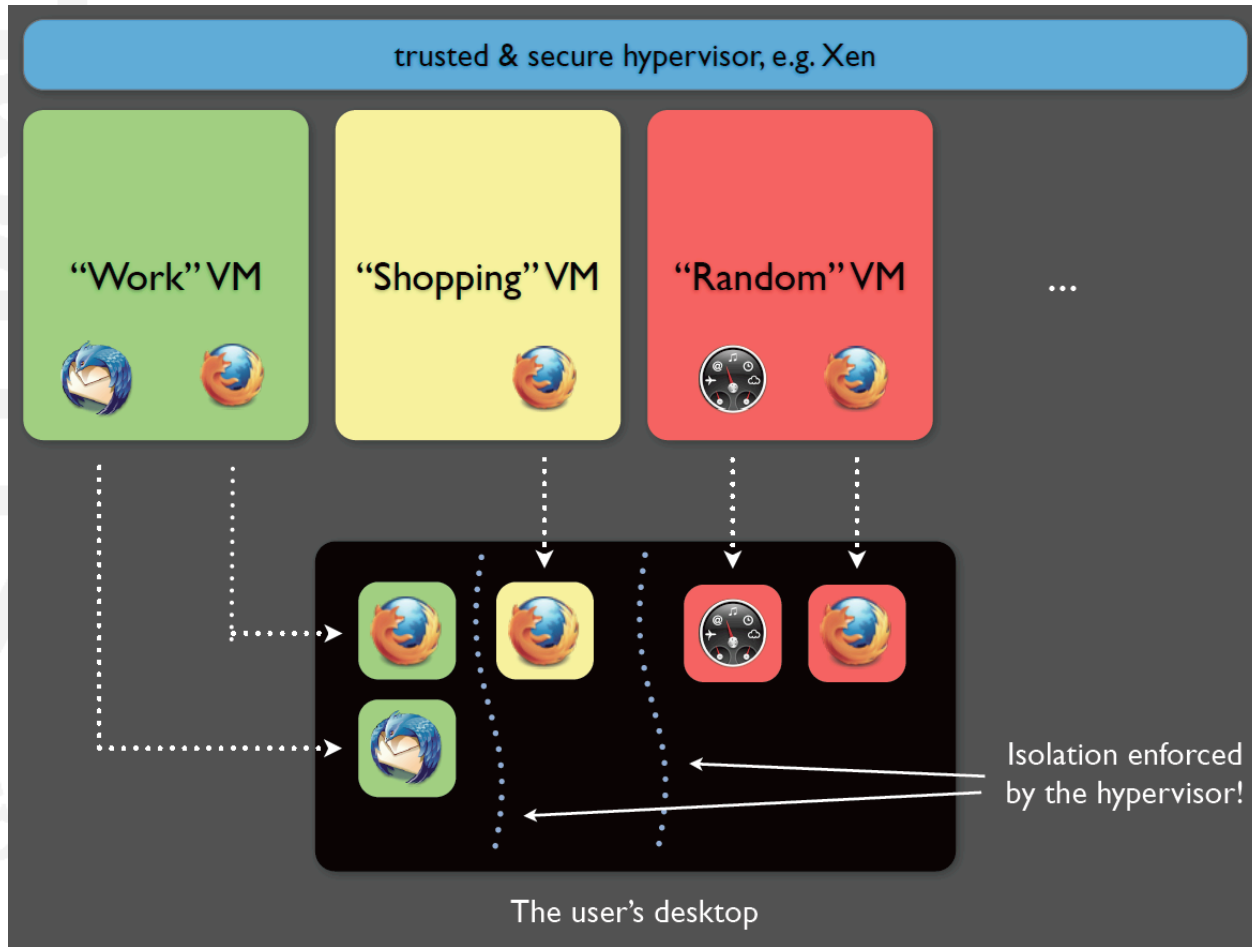 trusted & secure hypervisor, e.g. Xen
“Work” VM
“Shopping” VM
“Random” VM
...
Isolation enforced
by the hypervisor!
The user’s desktop